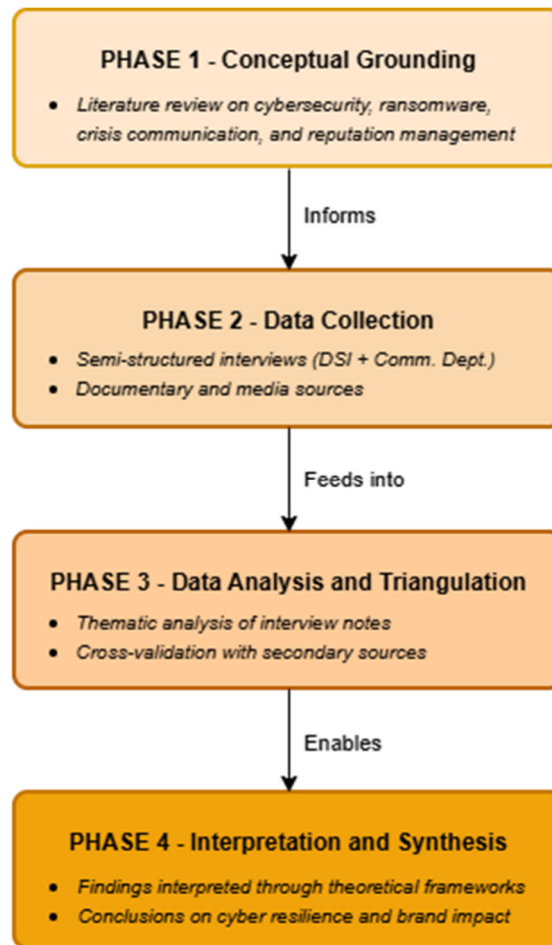 PHASE 1 - Conceptual Grounding
• Literature review on cybersecurity, ransomware,
crisis communication, and reputation management
Informs
PHASE 2 - Data Collection
• Semi-structured interviews (DSI + Comm. Dept.)
• Documentary and media sources
Feeds into
PHASE 3 - Data Analysis and Triangulation
• Thematic analysis of interview notes
• Cross-validation with secondary sources
Enables
PHASE 4 - Interpretation and Synthesis
• Findings interpreted through theoretical frameworks
• Conclusions on cyber resilience and brand impact